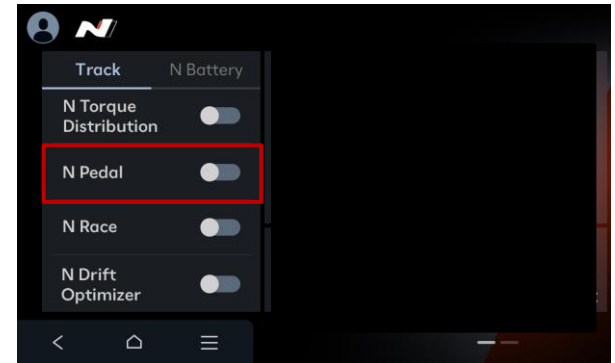 N
Track
N Battery
N Torque
Distribution
N Pedal
N Race
N Drift
Optimizer